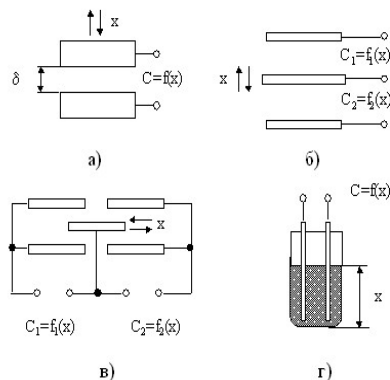 x
δ
C=f(x)
а)
C₁=f₁(x)
x
C₂=f₂(x)
б)
x
C₁=f₁(x)
C₂=f₂(x)
в)
C=f(x)
x
г)